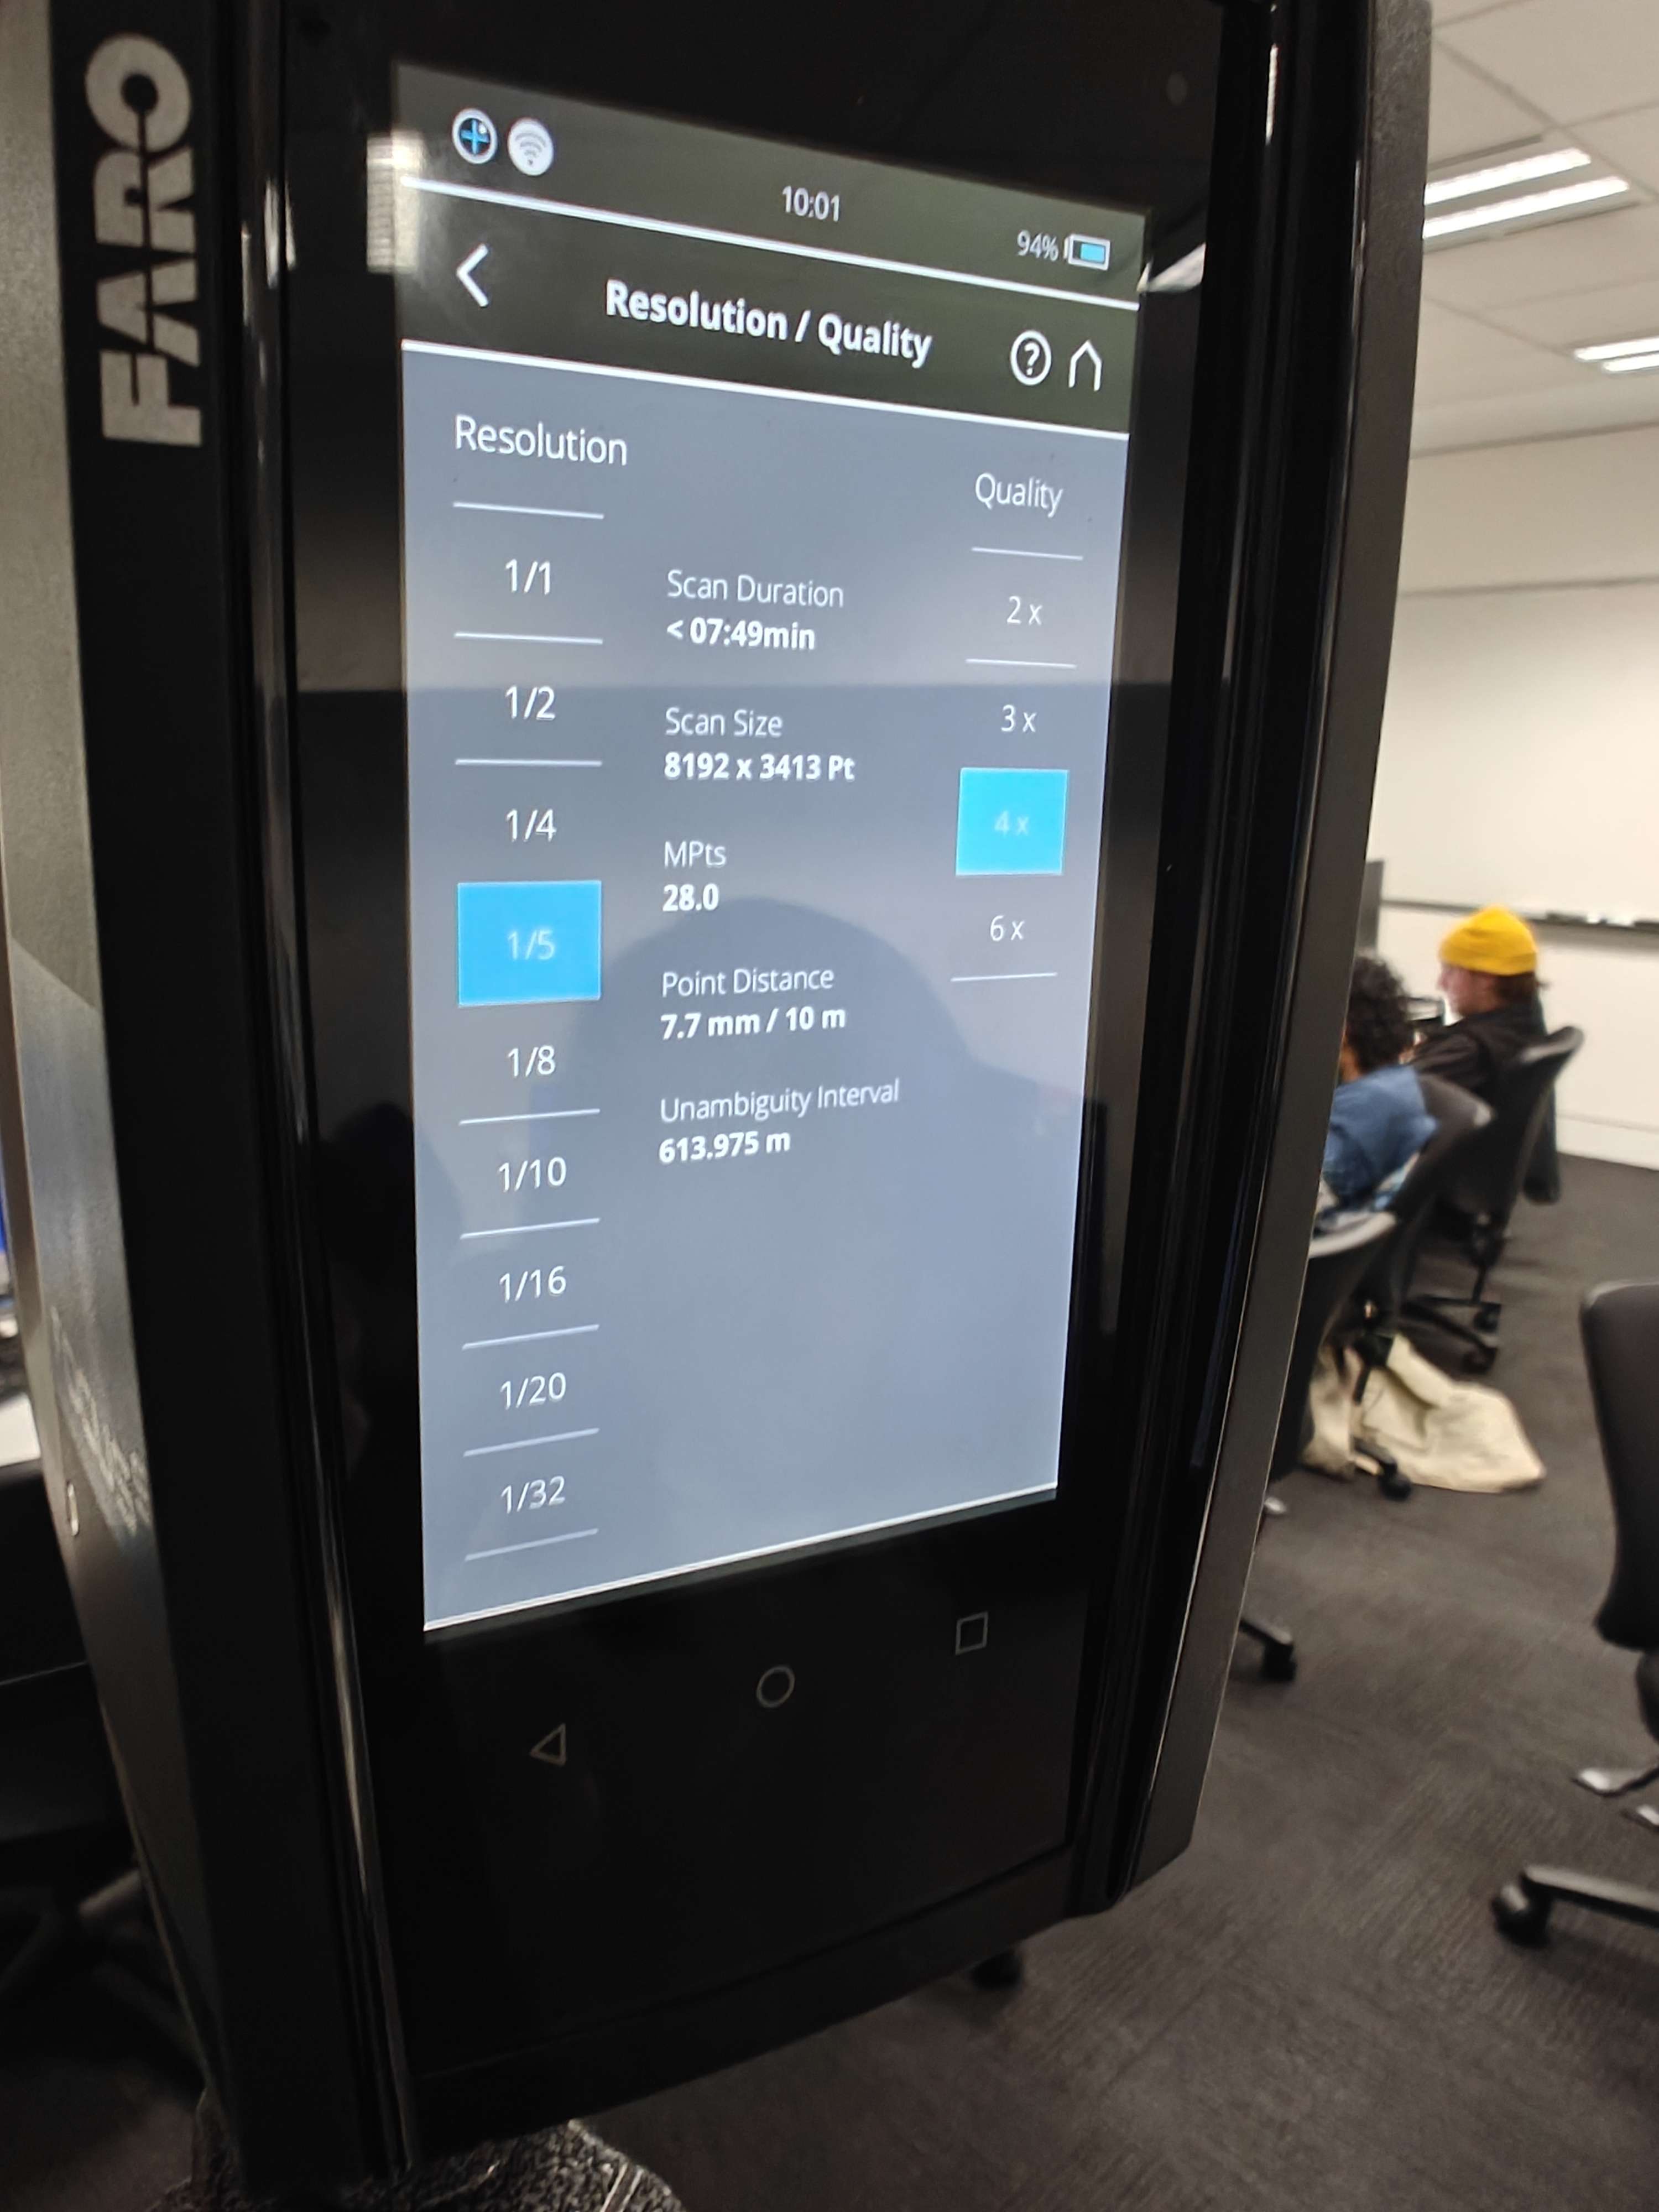 FARO
10:01
94%
Resolution / Quality
?
Resolution
1/1
1/2
1/4
1/5
1/8
1/10
1/16
1/20
1/32
Scan Duration
< 07:49min
Scan Size
8192 x 3413 Pt
MPts
28.0
Point Distance
7.7 mm / 10 m
Unambiguity Interval
613.975 m
Quality
2 x
3 x
4 x
6 x